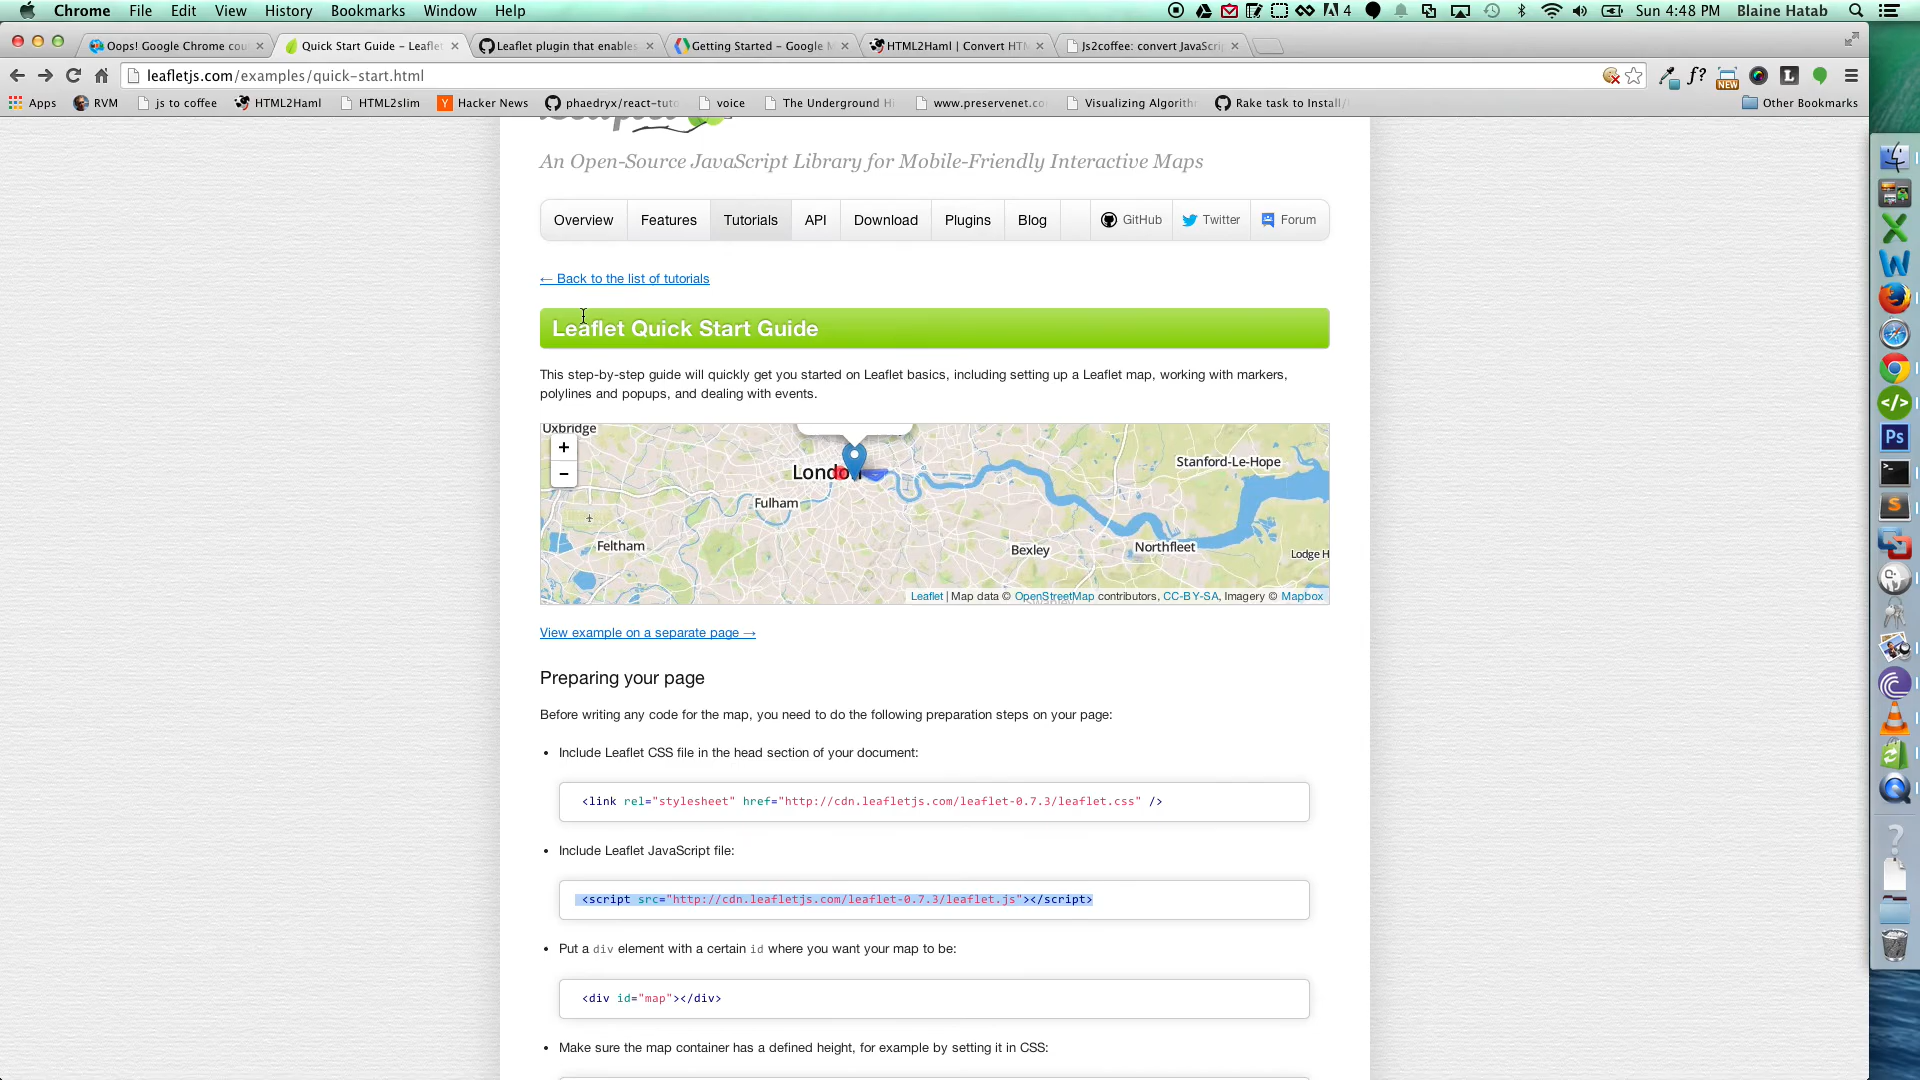 Chrome File Edit View History Bookmarks Window Help 4 Sun 4:48 PM Blaine Hatab
Oops! Google Chrome cou Quick Start Guide – Leafle Leaflet plugin that enables Getting Started – Google M HTML2Haml | Convert HT Js2coffee: convert JavaScri
leafletjs.com/examples/quick-start.html f? NEW L
Apps RVM js to coffee HTML2Haml HTML2slim Hacker News phaedryx/react-tuto voice The Underground H www.preservenet.co Visualizing Algorith Rake task to Install/ Other Bookmarks
An Open-Source JavaScript Library for Mobile-Friendly Interactive Maps
Overview Features Tutorials API Download Plugins Blog GitHub Twitter Forum
← Back to the list of tutorials
Leaflet Quick Start Guide
This step-by-step guide will quickly get you started on Leaflet basics, including setting up a Leaflet map, working with markers,
polylines and popups, and dealing with events.
Uxbridge
+
-
London
Stanford-Le-Hope
Fulham
Feltham
Bexley
Northfleet
Lodge H
Leaflet | Map data © OpenStreetMap contributors, CC-BY-SA, Imagery © Mapbox
View example on a separate page →
Preparing your page
Before writing any code for the map, you need to do the following preparation steps on your page:
• Include Leaflet CSS file in the head section of your document:
<link rel="stylesheet" href="http://cdn.leafletjs.com/leaflet-0.7.3/leaflet.css" />
• Include Leaflet JavaScript file:
<script src="http://cdn.leafletjs.com/leaflet-0.7.3/leaflet.js"></script>
• Put a div element with a certain id where you want your map to be:
<div id="map"></div>
• Make sure the map container has a defined height, for example by setting it in CSS: